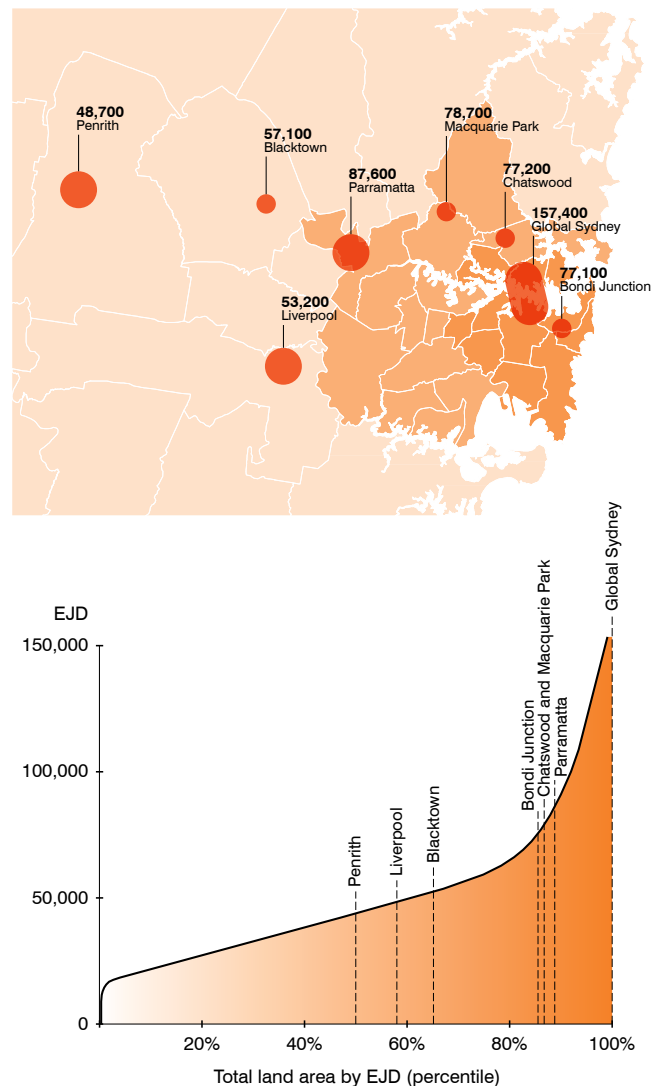 48,700
Penrith
57,100
Blacktown
87,600
Parramatta
78,700
Macquarie Park
77,200
Chatswood
157,400
Global Sydney
77,100
Bondi Junction
53,200
Liverpool
EJD
150,000
100,000
50,000
0
Penrith
Liverpool
Blacktown
Bondi Junction
Chatswood and Macquarie Park
Parramatta
Global Sydney
20%
40%
60%
80%
100%
Total land area by EJD (percentile)